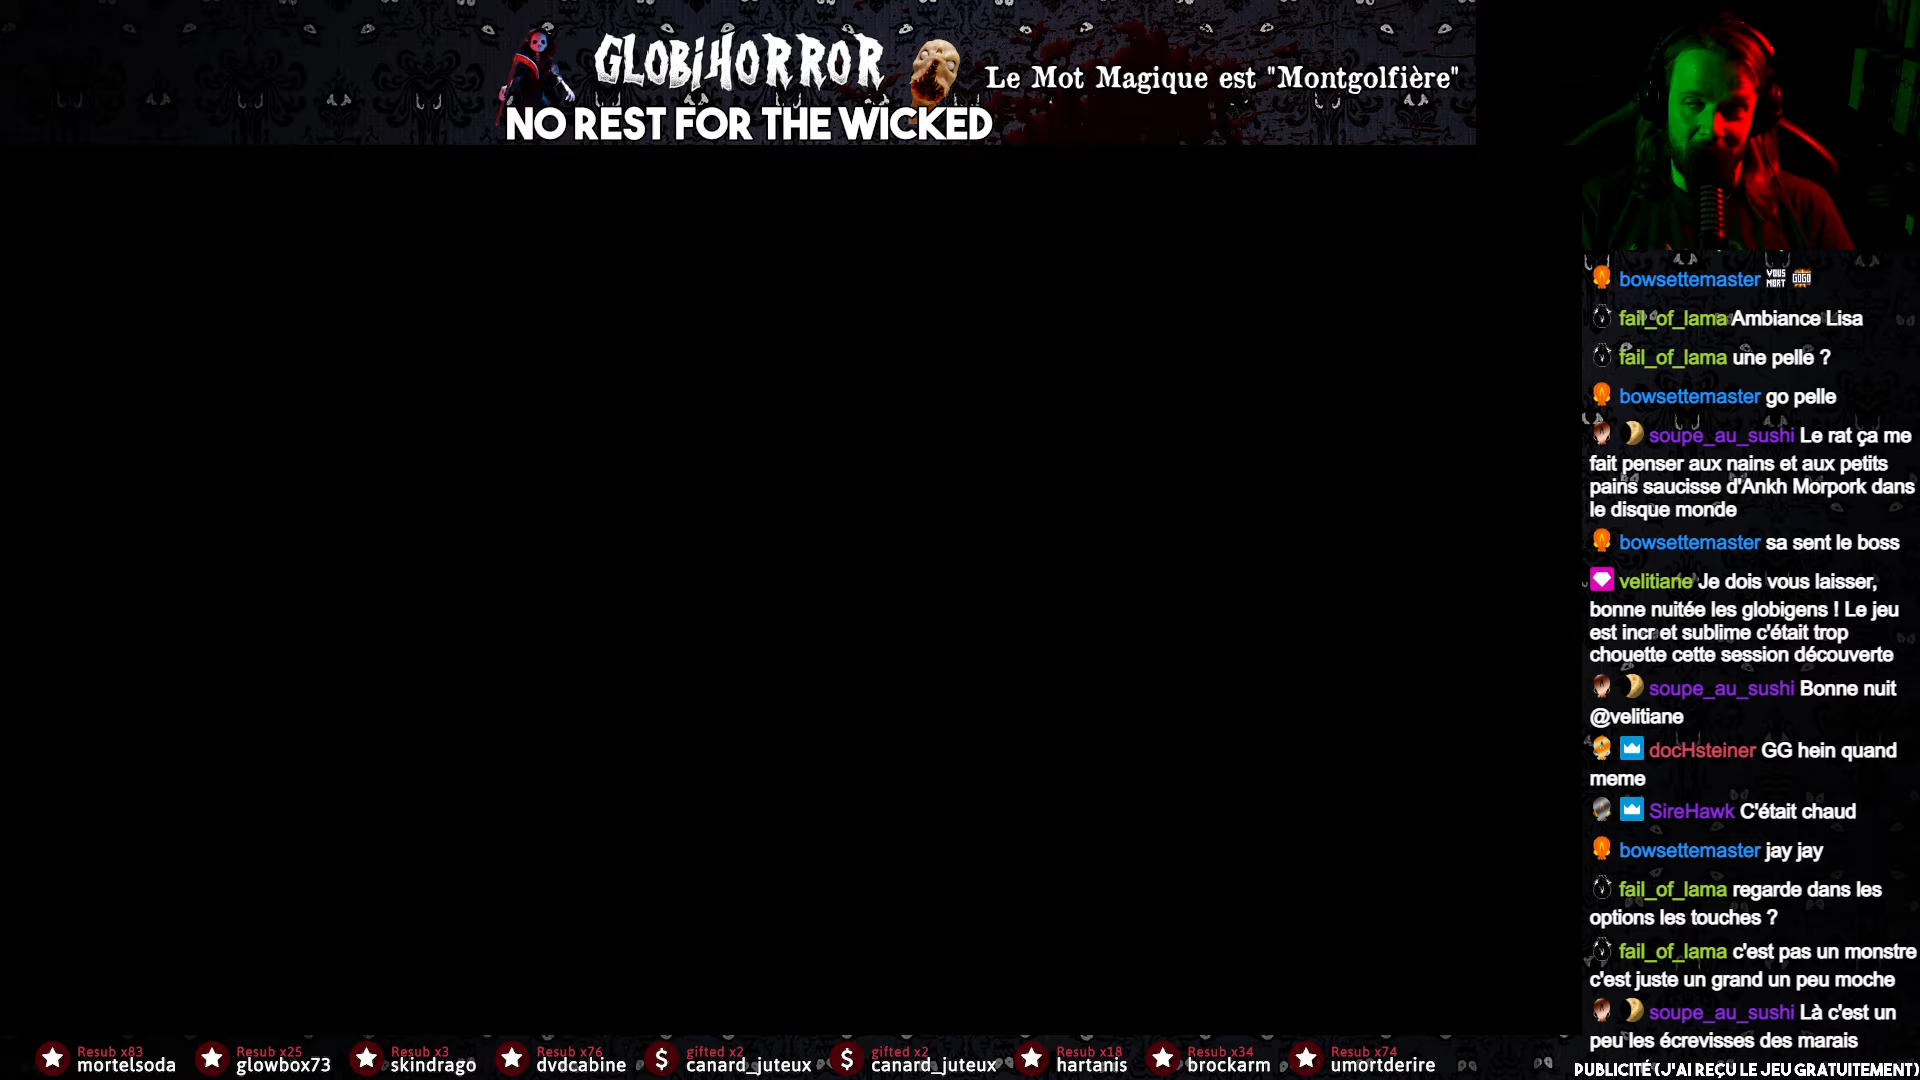 GLOBIHORROR
Le Mot Magique est "Montgolfière"
NO REST FOR THE WICKED
bowsettemaster VOUS MORT GOGO
fail_of_lama Ambiance Lisa
fail_of_lama une pelle ?
bowsettemaster go pelle
soupe_au_sushi Le rat ça me
fait penser aux nains et aux petits
pains saucisse d'Ankh Morpork dans
le disque monde
bowsettemaster sa sent le boss
velitiane Je dois vous laisser,
bonne nuitée les globigens ! Le jeu
est incr et sublime c'était trop
chouette cette session découverte
soupe_au_sushi Bonne nuit
@velitiane
docHsteiner GG hein quand
meme
SireHawk C'était chaud
bowsettemaster jay jay
fail_of_lama regarde dans les
options les touches ?
fail_of_lama c'est pas un monstre
c'est juste un grand un peu moche
soupe_au_sushi Là c'est un
peu les écrevisses des marais
Resub x83
mortelsoda
Resub x25
glowbox73
Resub x3
skindrago
Resub x76
dvdcabine
gifted x2
canard_juteux
gifted x2
canard_juteux
Resub x18
hartanis
Resub x34
brockarm
Resub x74
umortderire
PUBLICITÉ (J'AI REÇU LE JEU GRATUITEMENT)